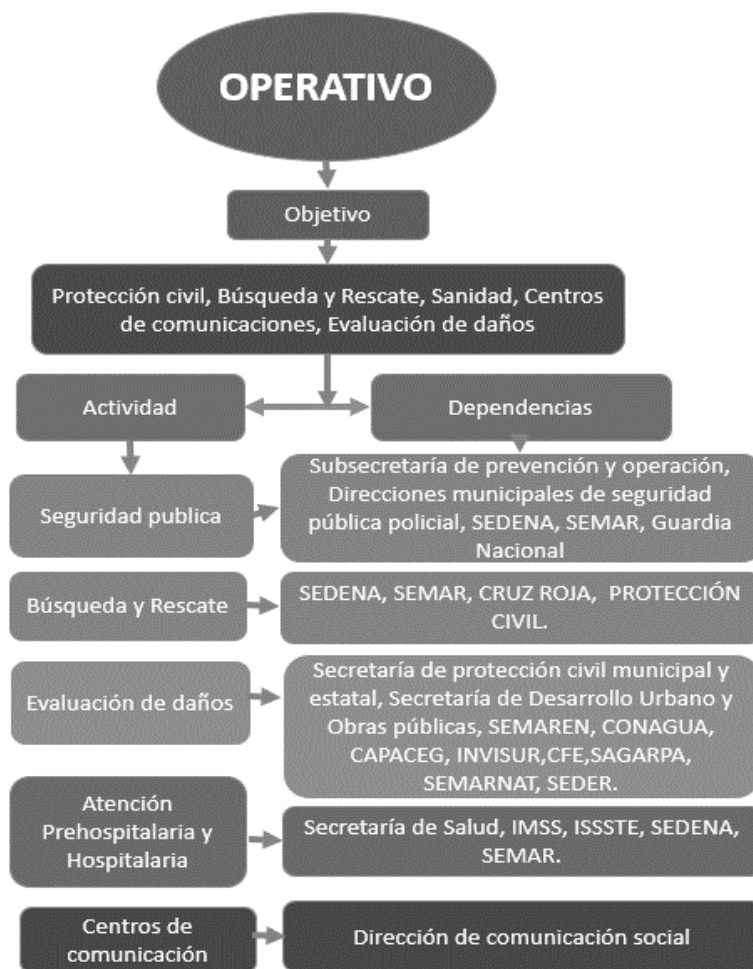 OPERATIVO
Objetivo
Protección civil, Búsqueda y Rescate, Sanidad, Centros
de comunicaciones, Evaluación de daños
Actividad
Dependencias
Seguridad publica
Subsecretaría de prevención y operación,
Direcciones municipales de seguridad
pública policial, SEDENA, SEMAR, Guardia
Nacional
Búsqueda y Rescate
SEDENA, SEMAR, CRUZ ROJA, PROTECCIÓN
CIVIL.
Evaluación de daños
Secretaría de protección civil municipal y
estatal, Secretaría de Desarrollo Urbano y
Obras públicas, SEMAREN, CONAGUA,
CAPACEG, INVISUR,CFE,SAGARPA,
SEMARNAT, SEDER.
Atención
Prehospitalaria y
Hospitalaria
Secretaría de Salud, IMSS, ISSSTE, SEDENA,
SEMAR.
Centros de
comunicación
Dirección de comunicación social